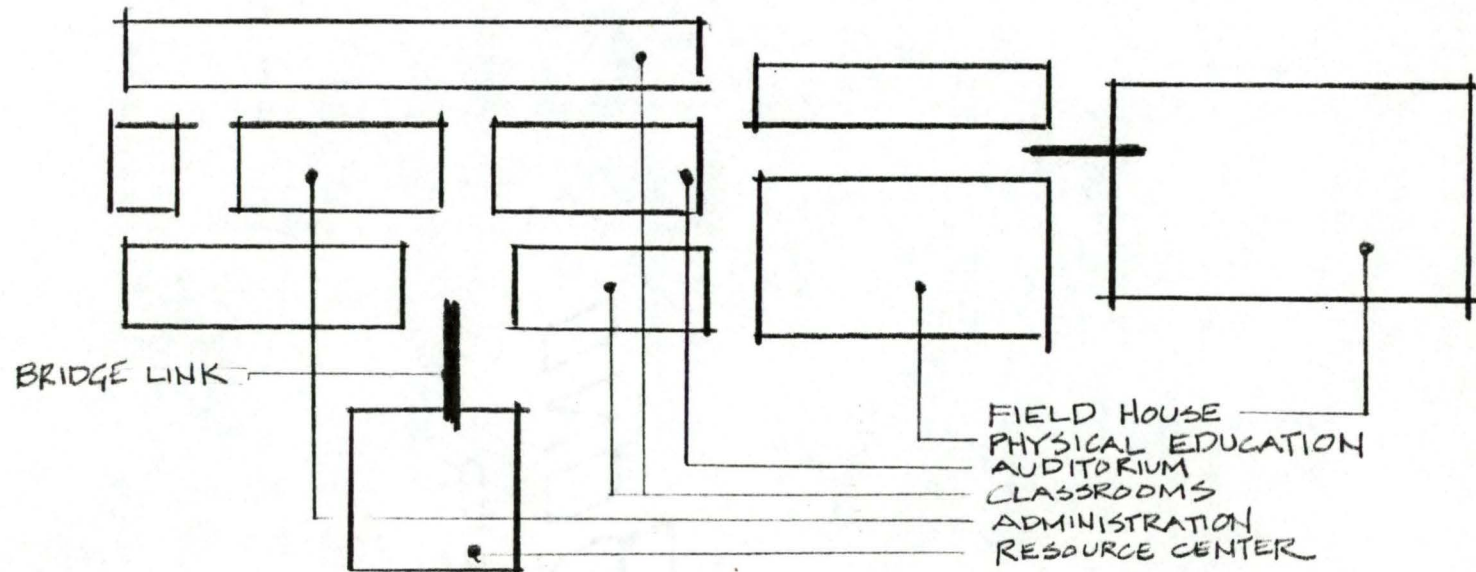 BRIDGE LINK
FIELD HOUSE
PHYSICAL EDUCATION
AUDITORIUM
CLASSROOMS
ADMINISTRATION
RESOURCE CENTER